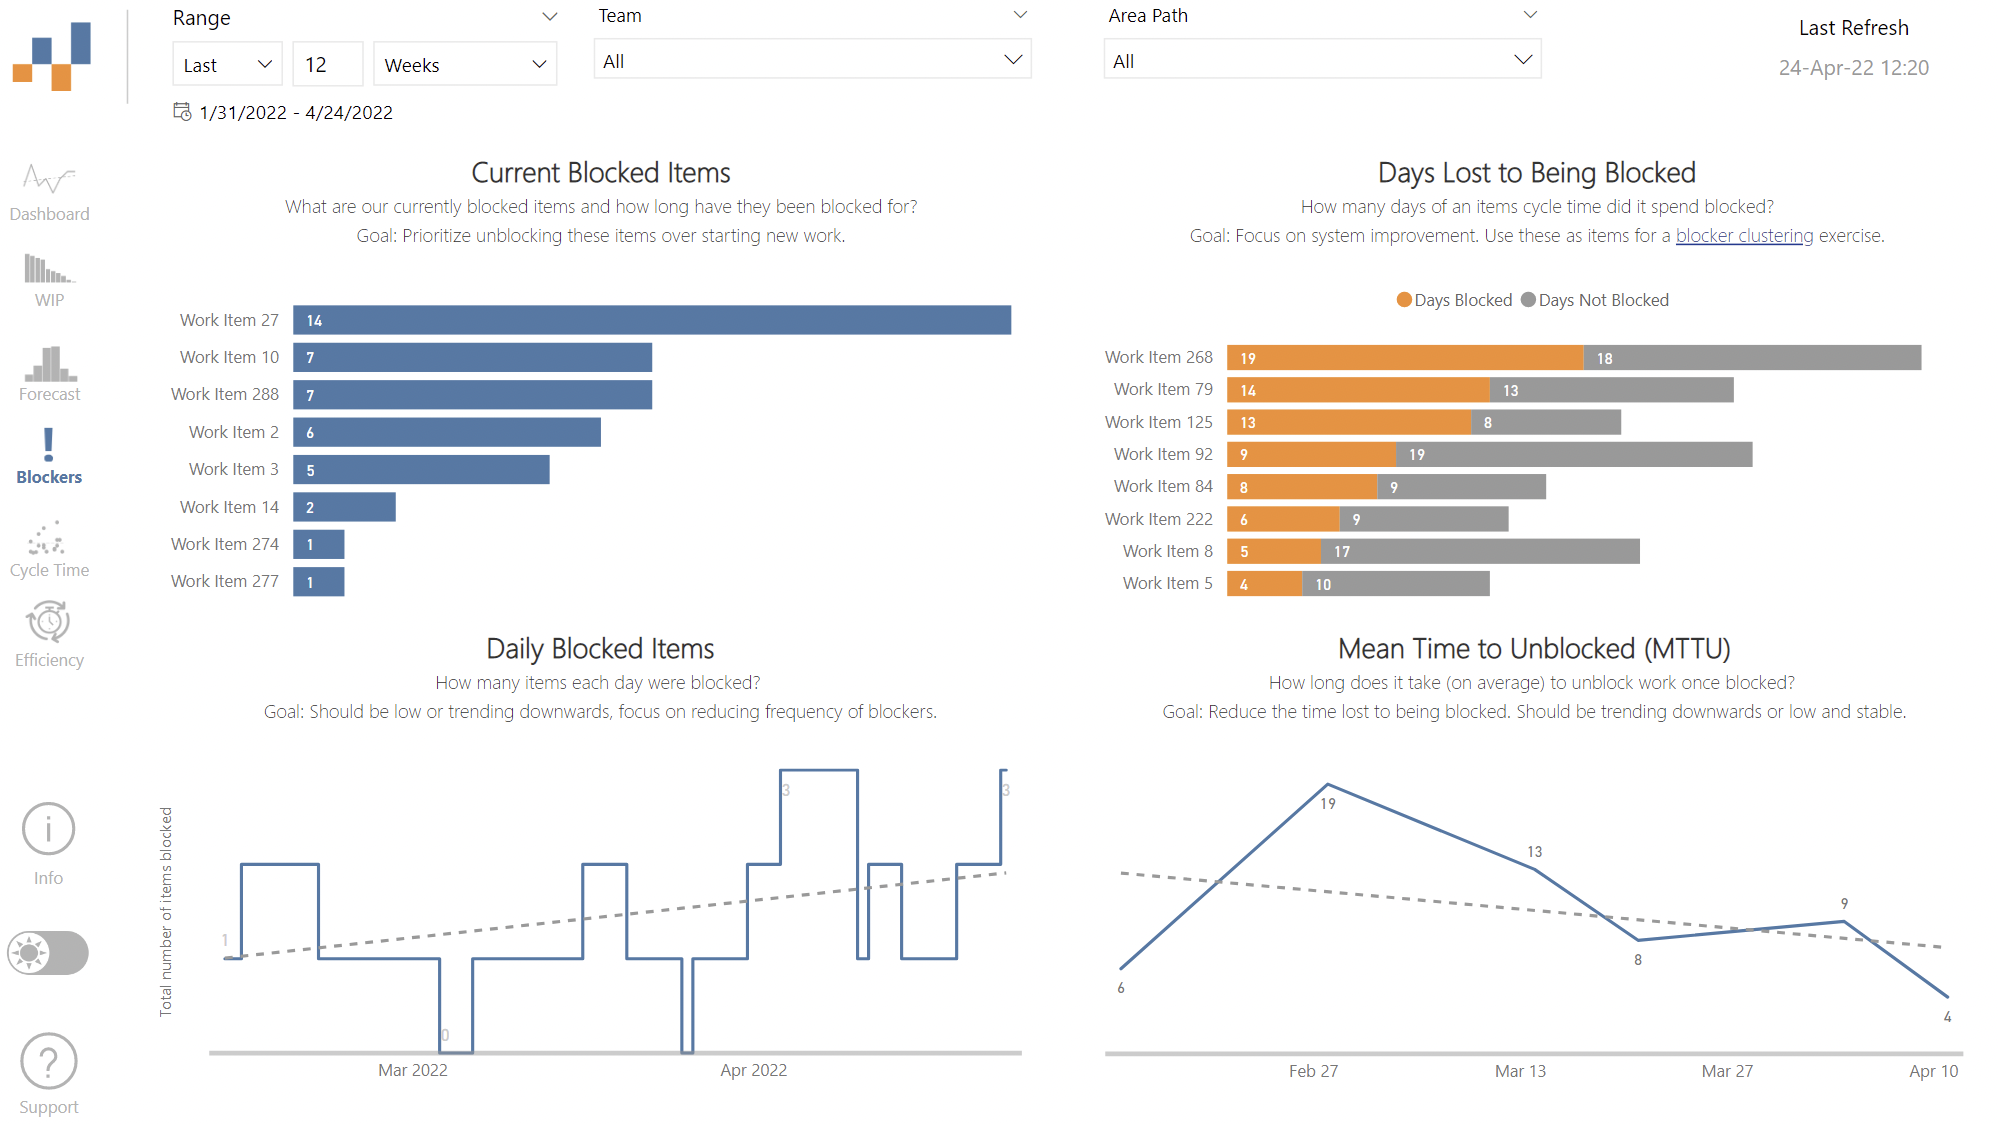 Range
Team
Area Path
Last Refresh
Last
12
Weeks
All
All
24-Apr-22 12:20
1/31/2022 - 4/24/2022
Dashboard
WIP
Forecast
Blockers
Cycle Time
Efficiency
Info
Support
Current Blocked Items
What are our currently blocked items and how long have they been blocked for?
Goal: Prioritize unblocking these items over starting new work.
Work Item 27 14
Work Item 10 7
Work Item 288 7
Work Item 2 6
Work Item 3 5
Work Item 14 2
Work Item 274 1
Work Item 277 1
Days Lost to Being Blocked
How many days of an items cycle time did it spend blocked?
Goal: Focus on system improvement. Use these as items for a blocker clustering exercise.
Days Blocked Days Not Blocked
Work Item 268 19 18
Work Item 79 14 13
Work Item 125 13 8
Work Item 92 9 19
Work Item 84 8 9
Work Item 222 6 9
Work Item 8 5 17
Work Item 5 4 10
Daily Blocked Items
How many items each day were blocked?
Goal: Should be low or trending downwards, focus on reducing frequency of blockers.
Total number of items blocked
1
0
3
3
Mar 2022 Apr 2022
Mean Time to Unblocked (MTTU)
How long does it take (on average) to unblock work once blocked?
Goal: Reduce the time lost to being blocked. Should be trending downwards or low and stable.
6
19
13
8
9
4
Feb 27 Mar 13 Mar 27 Apr 10